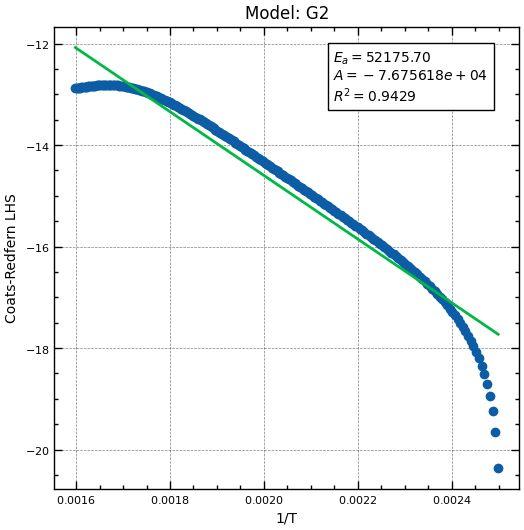 Model: G2
E_a = 52175.70
A = −7.675618e + 04
R^2 = 0.9429
Coats-Redfern LHS
−12
−14
−16
−18
−20
0.0016 0.0018 0.0020 0.0022 0.0024
1/T